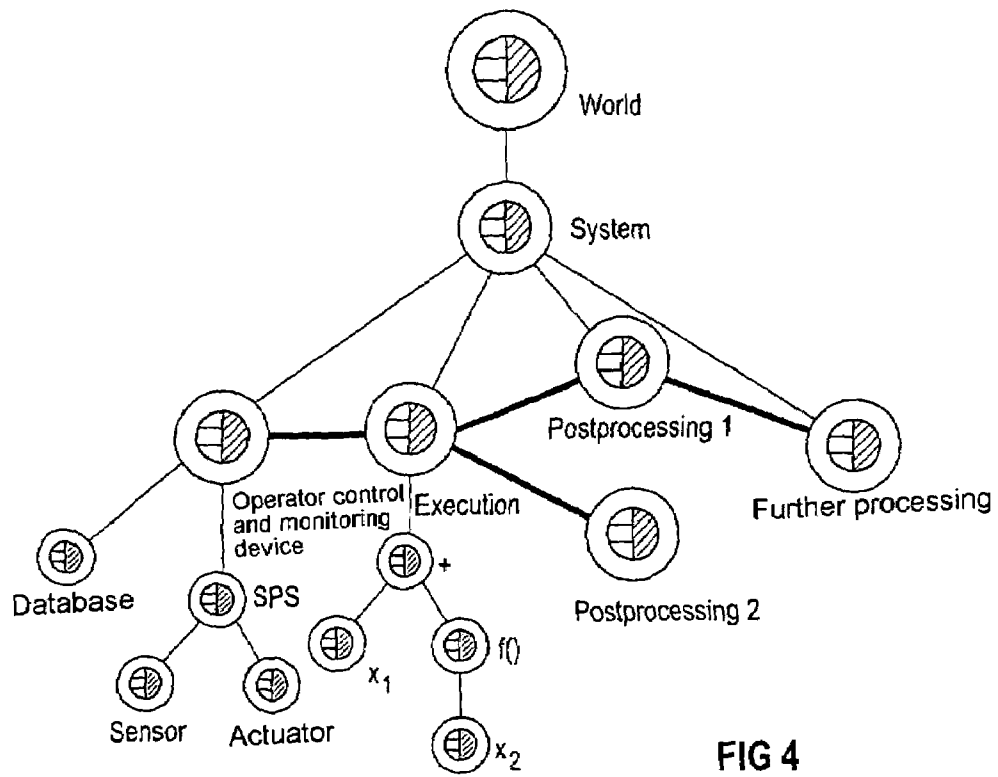 World
System
Postprocessing 1
Operator control
and monitoring
device
Execution
Further processing
+
Database
SPS
Postprocessing 2
x1
f()
Sensor
Actuator
x2
FIG 4